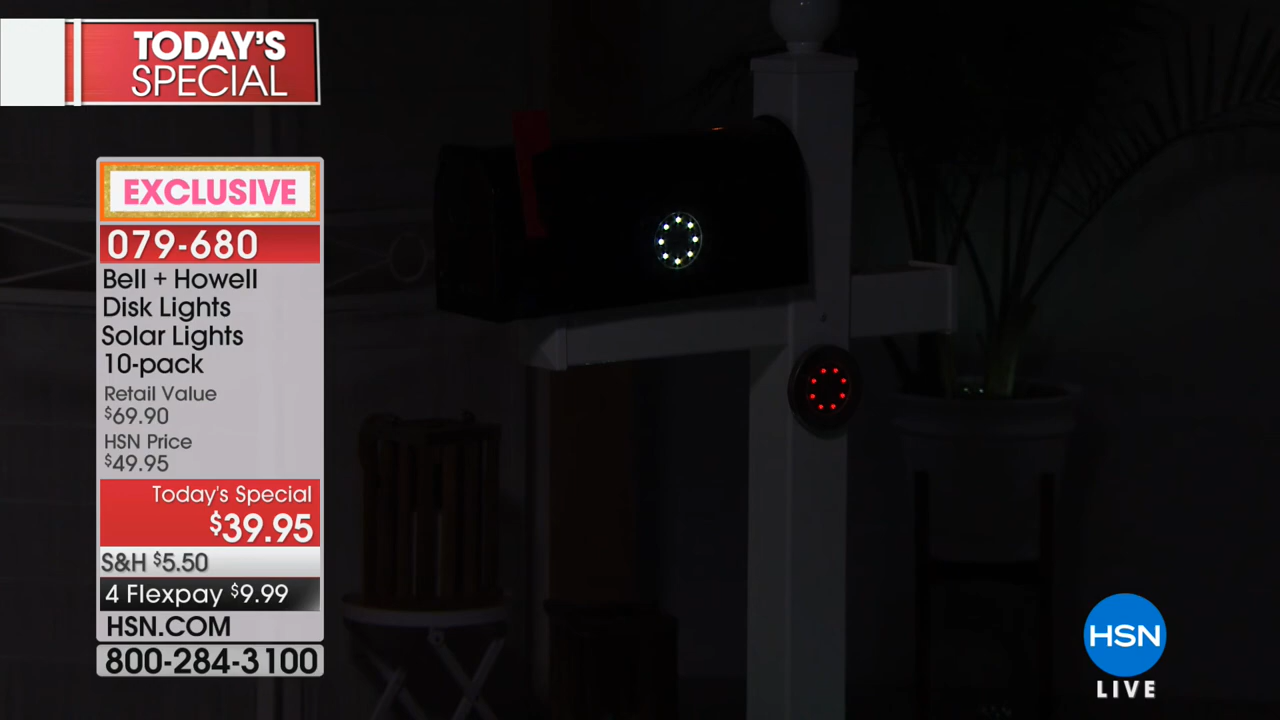 TODAY'S
SPECIAL
EXCLUSIVE
079-680
Bell + Howell
Disk Lights
Solar Lights
10-pack
Retail Value
$69.90
HSN Price
$49.95
Today's Special
$39.95
S&H $5.50
4 Flexpay $9.99
HSN.COM
800-284-3100
HSN
LIVE